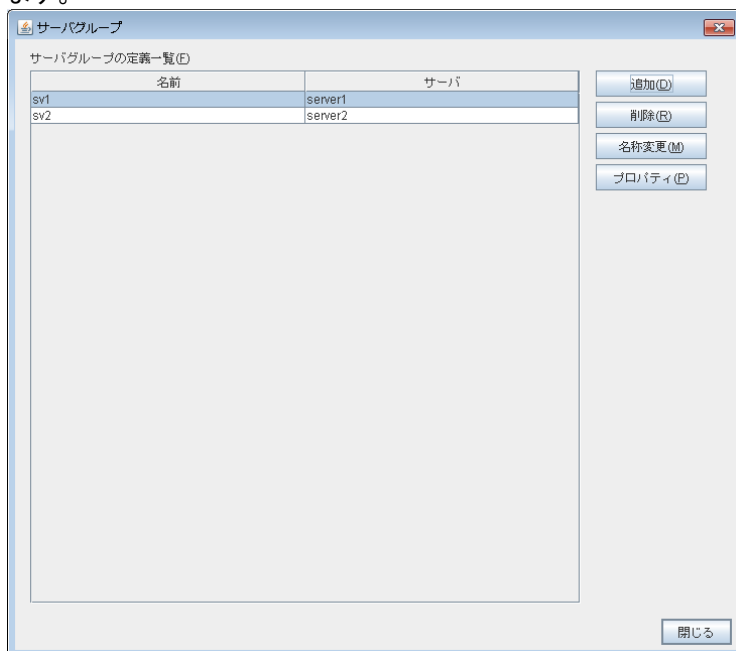 ます。
サーバグループ
サーバグループの定義一覧(F)
名前 サーバ
sv1 server1
sv2 server2
追加(D)
削除(R)
名称変更(M)
プロパティ(P)
閉じる